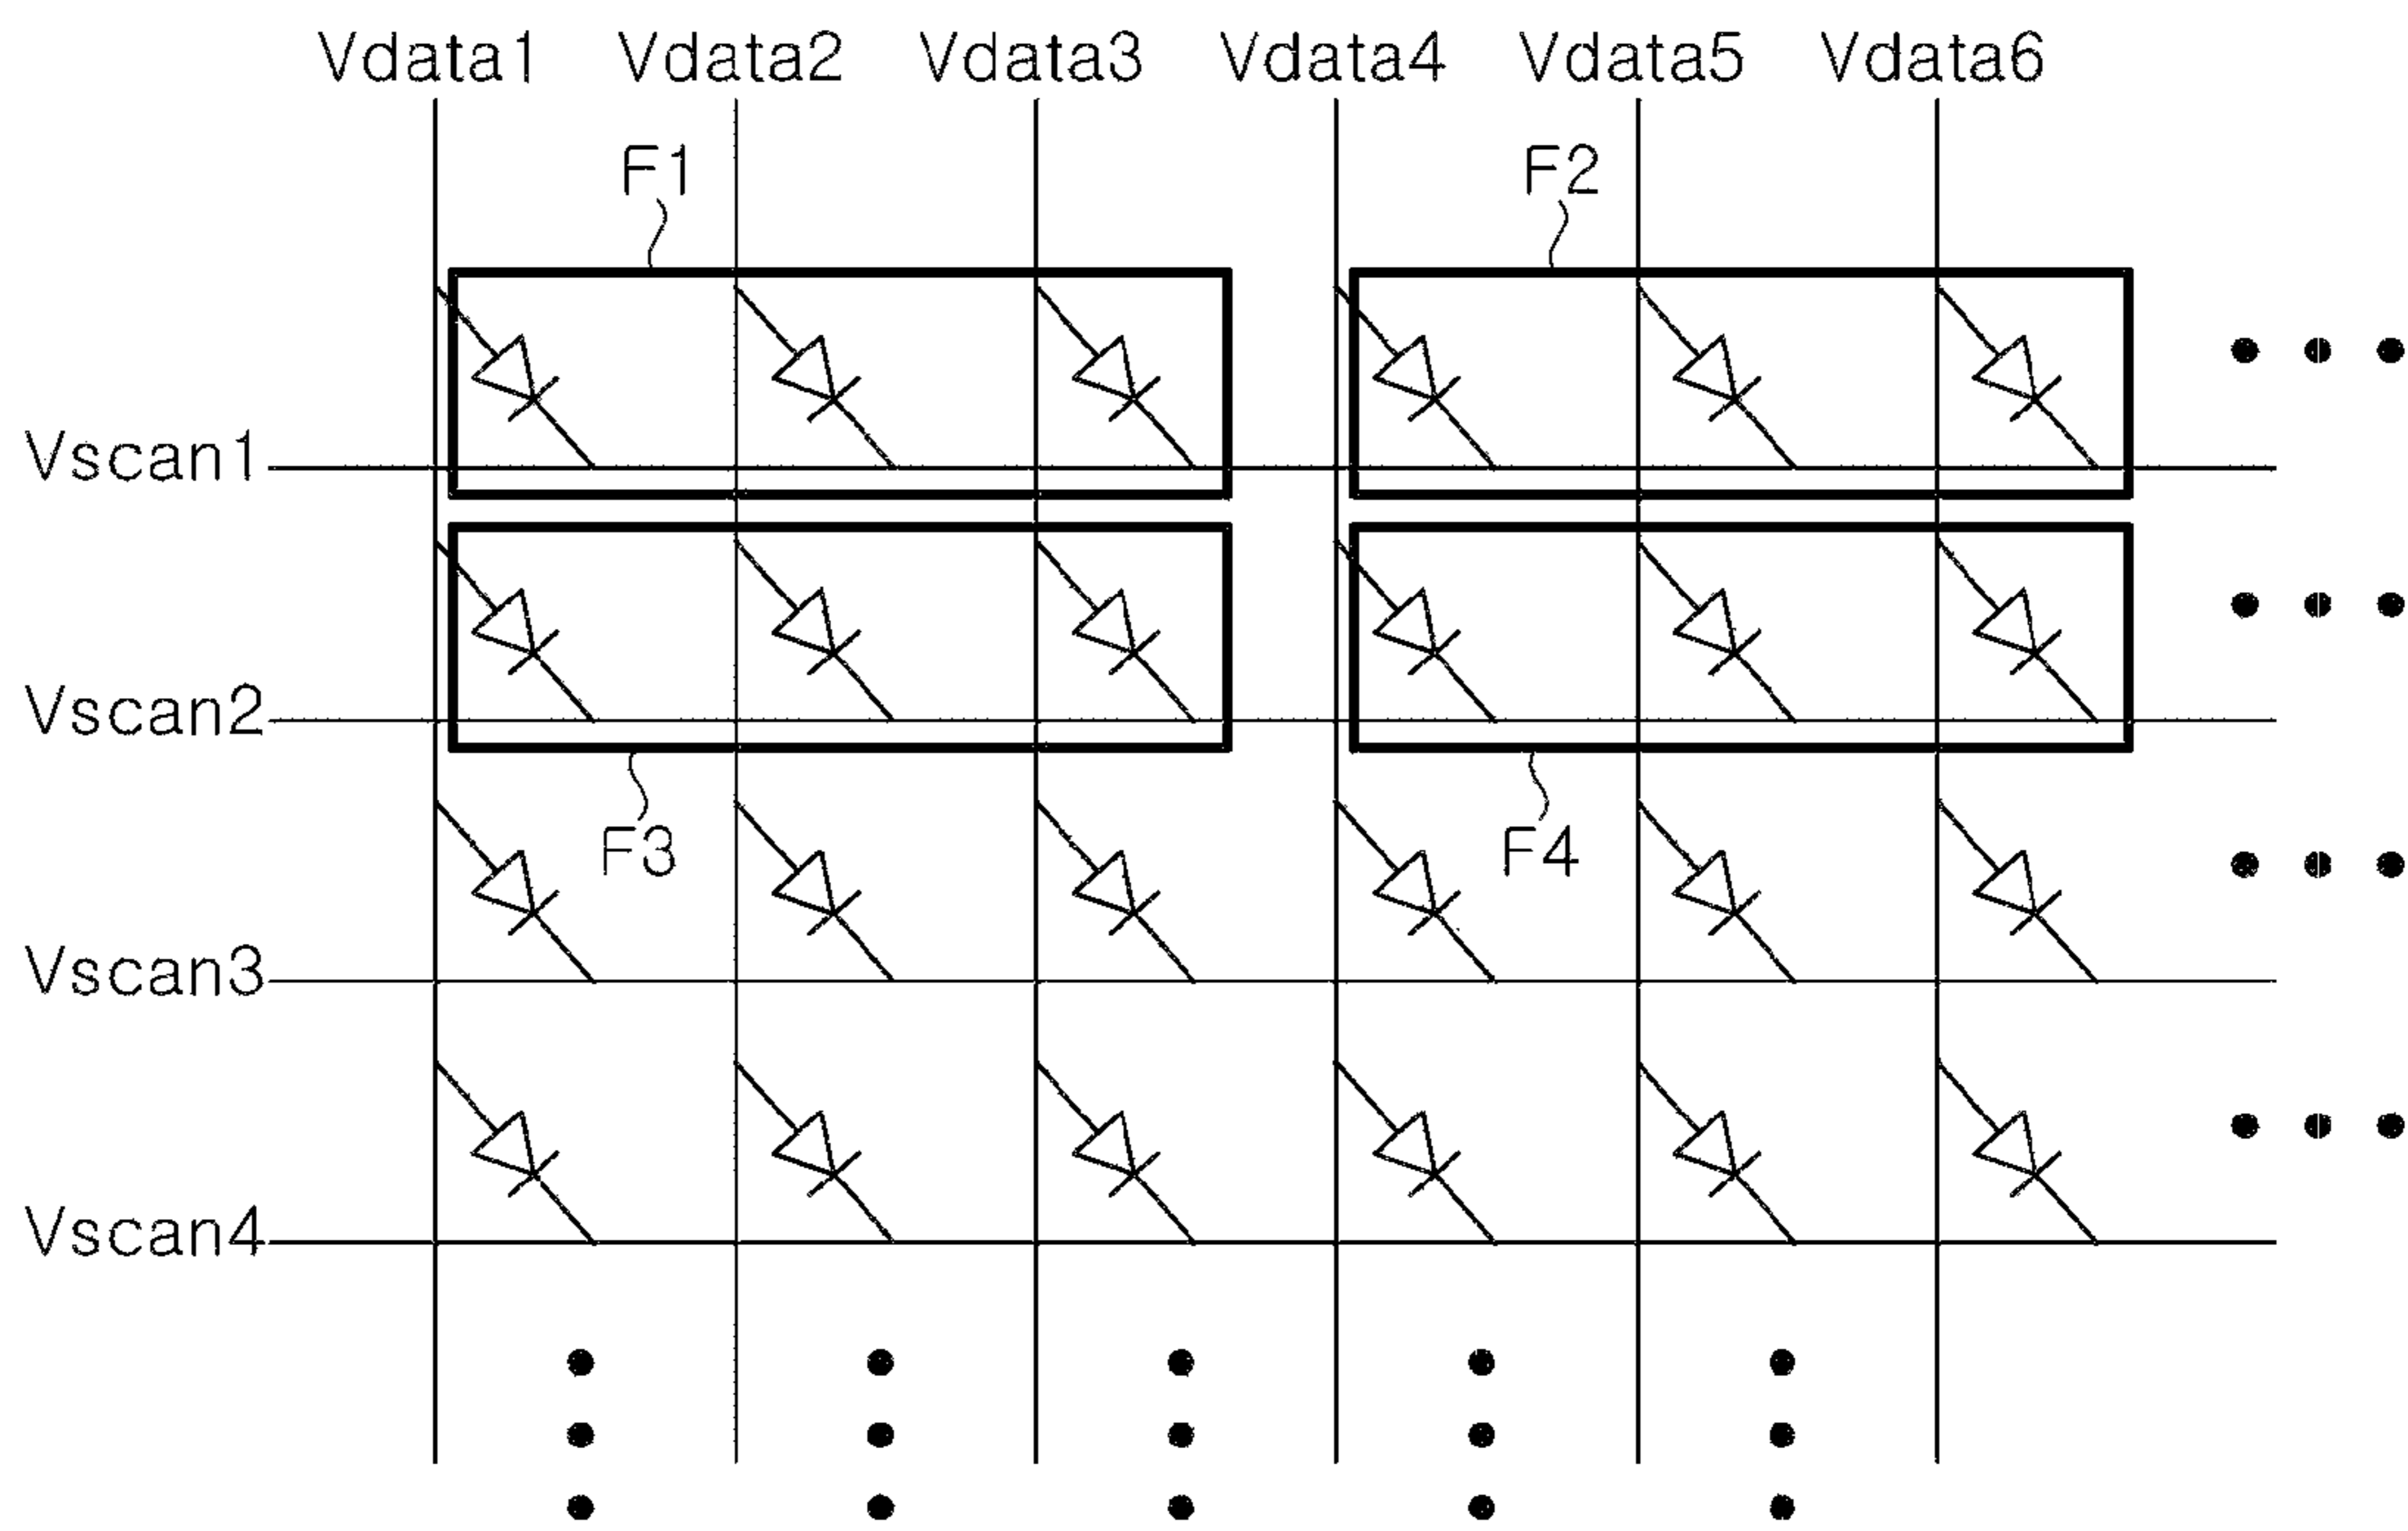 Vdata1 Vdata2 Vdata3 Vdata4 Vdata5 Vdata6
F1 F2
Vscan1
Vscan2
F3 F4
Vscan3
Vscan4